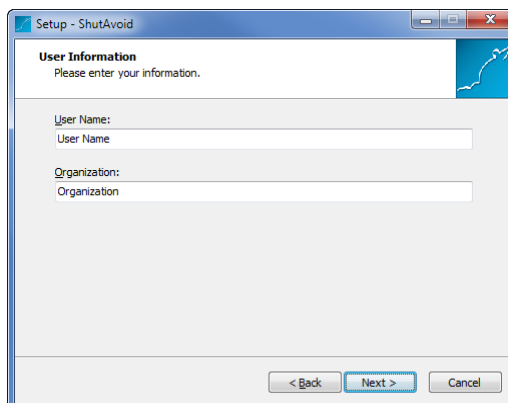 Setup - ShutAvoid
User Information
Please enter your information.
User Name:
User Name
Organization:
Organization
< Back
Next >
Cancel